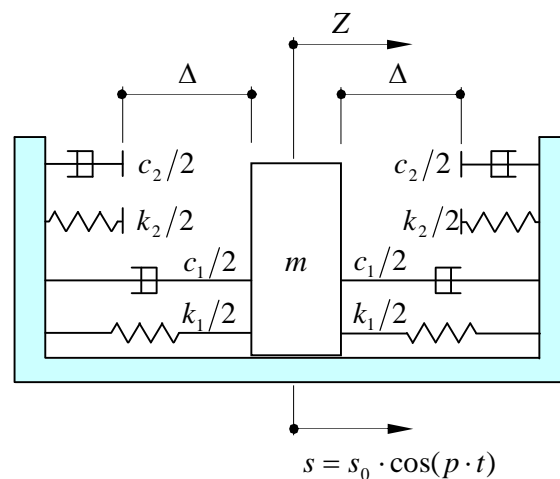 Z
Δ Δ
c₂/2 c₂/2
k₂/2 k₂/2
c₁/2 m c₁/2
k₁/2 k₁/2
s = s₀ · cos(p · t)